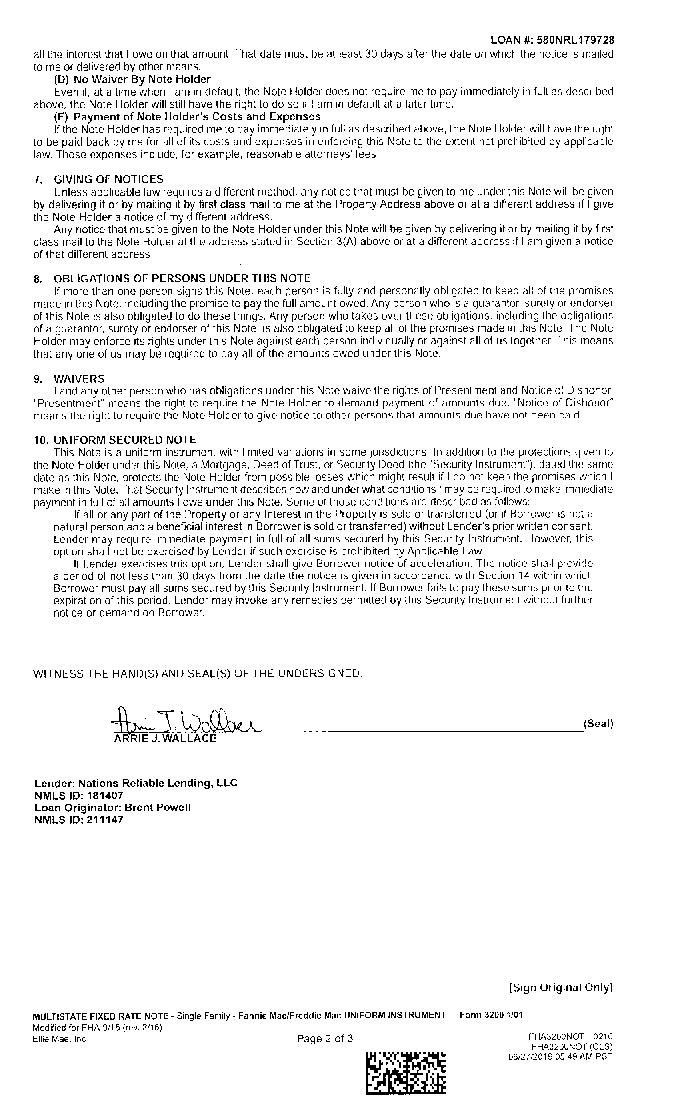 LOAN #: 580NRL179728
all the interest that I owe on that amount. That date must be at least 30 days after the date on which the notice is mailed
to me or delivered by other means.
(D) No Waiver By Note Holder
Even if, at a time when I am in default, the Note Holder does not require me to pay immediately in full as described
above, the Note Holder will still have the right to do so if I am in default at a later time.
(E) Payment of Note Holder's Costs and Expenses
If the Note Holder has required me to pay immediately in full as described above, the Note Holder will have the right
to be paid back by me for all of its costs and expenses in enforcing this Note to the extent not prohibited by applicable
law. Those expenses include, for example, reasonable attorneys' fees.
7. GIVING OF NOTICES
Unless applicable law requires a different method, any notice that must be given to me under this Note will be given
by delivering it or by mailing it by first class mail to me at the Property Address above or at a different address if I give
the Note Holder a notice of my different address.
Any notice that must be given to the Note Holder under this Note will be given by delivering it or by mailing it by first
class mail to the Note Holder at the address stated in Section 3(A) above or at a different address if I am given a notice
of that different address.
8. OBLIGATIONS OF PERSONS UNDER THIS NOTE
If more than one person signs this Note, each person is fully and personally obligated to keep all of the promises
made in this Note, including the promise to pay the full amount owed. Any person who is a guarantor, surety or endorser
of this Note is also obligated to do these things. Any person who takes over these obligations, including the obligations
of a guarantor, surety or endorser of this Note, is also obligated to keep all of the promises made in this Note. The Note
Holder may enforce its rights under this Note against each person individually or against all of us together. This means
that any one of us may be required to pay all of the amounts owed under this Note.
9. WAIVERS
I and any other person who has obligations under this Note waive the rights of Presentment and Notice of Dishonor.
"Presentment" means the right to require the Note Holder to demand payment of amounts due. "Notice of Dishonor"
means the right to require the Note Holder to give notice to other persons that amounts due have not been paid.
10. UNIFORM SECURED NOTE
This Note is a uniform instrument with limited variations in some jurisdictions. In addition to the protections given to
the Note Holder under this Note, a Mortgage, Deed of Trust, or Security Deed (the "Security Instrument"), dated the same
date as this Note, protects the Note Holder from possible losses which might result if I do not keep the promises which I
make in this Note. That Security Instrument describes how and under what conditions I may be required to make immediate
payment in full of all amounts I owe under this Note. Some of those conditions are described as follows:
If all or any part of the Property or any Interest in the Property is sold or transferred (or if Borrower is not a
natural person and a beneficial interest in Borrower is sold or transferred) without Lender's prior written consent,
Lender may require immediate payment in full of all sums secured by this Security Instrument. However, this
option shall not be exercised by Lender if such exercise is prohibited by Applicable Law.
If Lender exercises this option, Lender shall give Borrower notice of acceleration. The notice shall provide
a period of not less than 30 days from the date the notice is given in accordance with Section 14 within which
Borrower must pay all sums secured by this Security Instrument. If Borrower fails to pay these sums prior to the
expiration of this period, Lender may invoke any remedies permitted by this Security Instrument without further
notice or demand on Borrower.
WITNESS THE HAND(S) AND SEAL(S) OF THE UNDERSIGNED.
Arrie J. Wallace
(Seal)
ARRIE J. WALLACE
Lender: Nations Reliable Lending, LLC
NMLS ID: 181407
Loan Originator: Brent Powell
NMLS ID: 211147
[Sign Original Only]
MULTISTATE FIXED RATE NOTE - Single Family - Fannie Mae/Freddie Mac UNIFORM INSTRUMENT Form 3200 1/01
Modified for FHA 9/15 (rev. 2/16)
Ellie Mae, Inc.
Page 2 of 3
FHA3200NOT 0216
FHA3200NOT (CLS)
05:49 AM PST